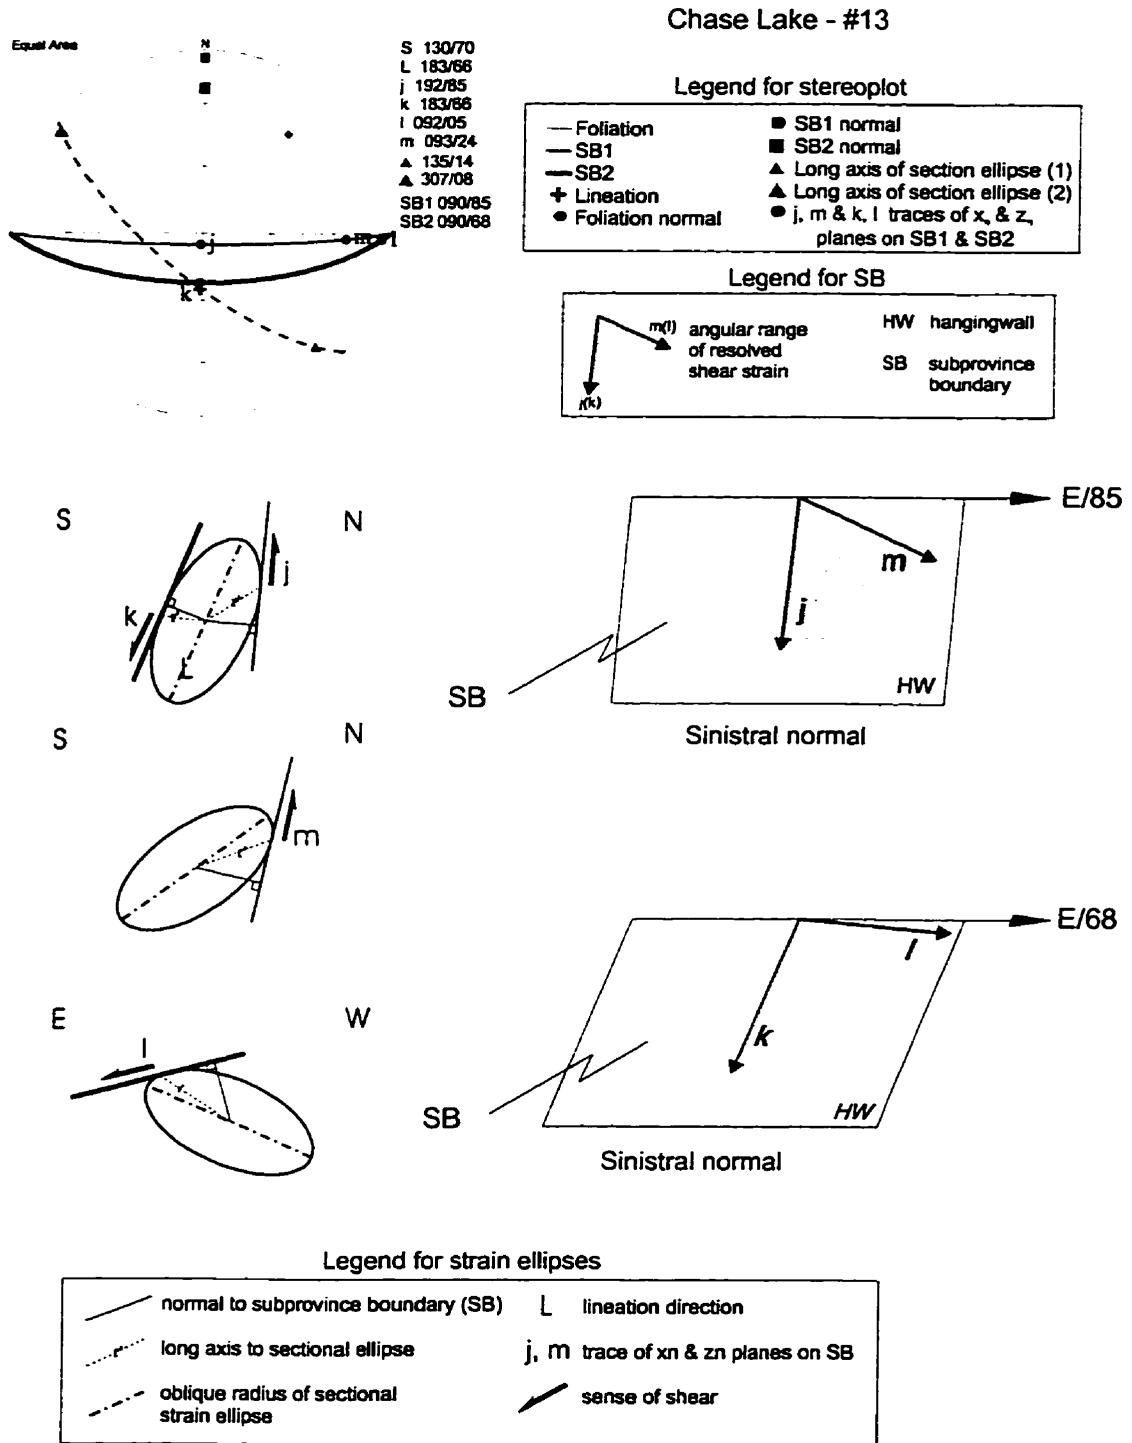 Chase Lake - #13
Equal Area
N
S 130/70
L 183/66
j 192/85
k 183/66
l 092/05
m 093/24
▲ 135/14
▲ 307/08
SB1 090/85
SB2 090/68
j
m
l
k
Legend for stereoplot
Foliation
SB1
SB2
Lineation
Foliation normal
SB1 normal
SB2 normal
Long axis of section ellipse (1)
Long axis of section ellipse (2)
j, m & k, l traces of xₙ & zₙ
planes on SB1 & SB2
Legend for SB
m(l)
j(k)
angular range
of resolved
shear strain
HW hangingwall
SB subprovince
boundary
S N
k
j
L
E/85
m
j
SB
HW
Sinistral normal
S N
m
E/68
l
k
SB
HW
Sinistral normal
E W
l
Legend for strain ellipses
normal to subprovince boundary (SB)
long axis to sectional ellipse
oblique radius of sectional
strain ellipse
L lineation direction
j, m trace of xn & zn planes on SB
sense of shear